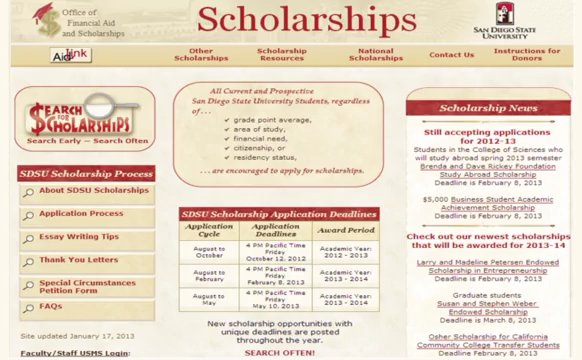 Office of
Financial Aid
and Scholarships
Scholarships
SAN DIEGO STATE
UNIVERSITY
AidLink
Other
Scholarships
Scholarship
Resources
National
Scholarships
Contact Us
Instructions for
Donors
SEARCH
FOR
SCHOLARSHIPS
Search Early — Search Often
SDSU Scholarship Process
About SDSU Scholarships
Application Process
Essay Writing Tips
Thank You Letters
Special Circumstances
Petition Form
FAQs
Site updated January 17, 2013
Faculty/Staff USMS Login:
All Current and Prospective
San Diego State University Students, regardless
of . . .
✓ grade point average,
✓ area of study,
✓ financial need,
✓ citizenship, or
✓ residency status,
. . . are encouraged to apply for scholarships.
SDSU Scholarship Application Deadlines
Application
Cycle
Application
Deadlines
Award Period
August to
October
4 PM Pacific Time
Friday
October 12, 2012
Academic Year:
2012 - 2013
August to
February
4 PM Pacific Time
Friday
February 8, 2013
Academic Year:
2013 - 2014
August to
May
4 PM Pacific Time
Friday
May 10, 2013
Academic Year:
2013 - 2014
New scholarship opportunities with
unique deadlines are posted
throughout the year.
SEARCH OFTEN!
Scholarship News
Still accepting applications
for 2012-13
Students in the College of Sciences who
will study abroad spring 2013 semester
Brenda and Dave Rickey Foundation
Study Abroad Scholarship
Deadline is February 8, 2013
$5,000 Business Student Academic
Achievement Scholarship
Deadline is February 8, 2013
Check out our newest scholarships
that will be awarded for 2013-14
Larry and Madeline Petersen Endowed
Scholarship in Entrepreneurship
Deadline is February 8, 2013
Graduate students
Susan and Stephen Weber
Endowed Scholarship
Deadline is March 8, 2013
Osher Scholarship for California
Community College Transfer Students
Deadline February 8, 2013